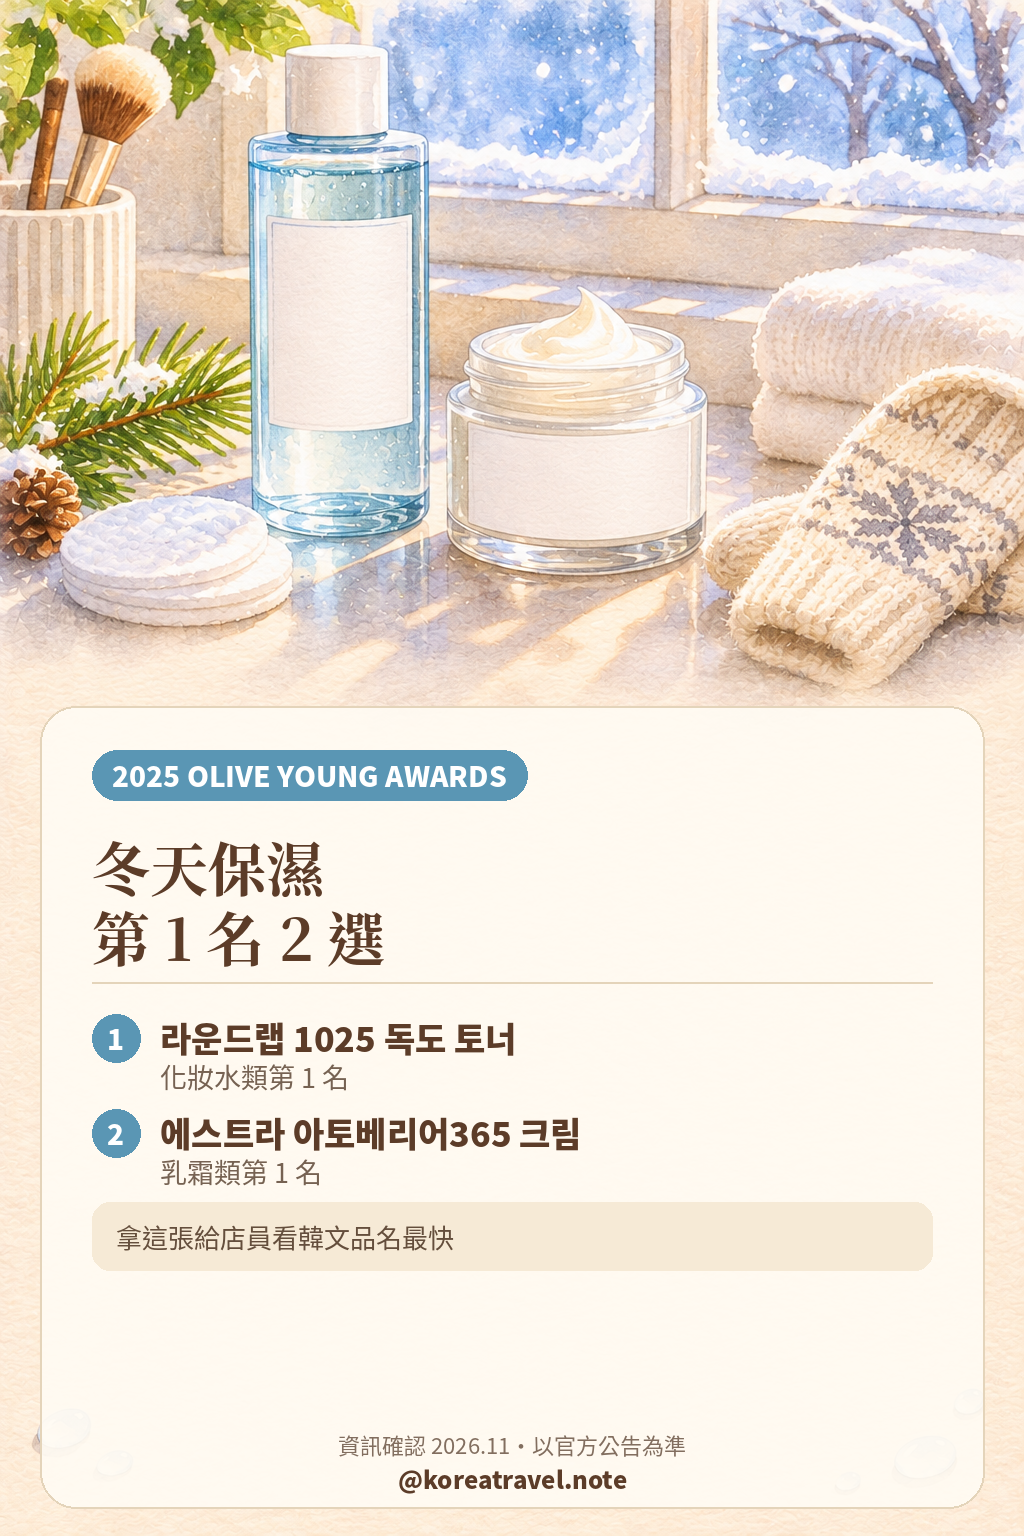 2025 OLIVE YOUNG AWARDS
冬天保濕
第 1 名 2 選
1 라운드랩 1025 독도 토너
化妝水類第 1 名
2 에스트라 아토베리어365 크림
乳霜類第 1 名
拿這張給店員看韓文品名最快
資訊確認 2026.11・以官方公告為準
@koreatravel.note